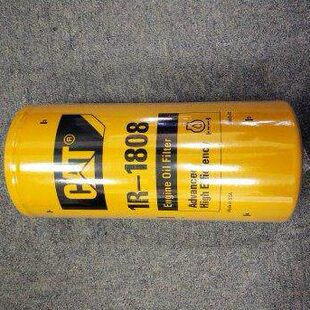 CAT®
1R-1808
Engine Oil Filter
Advanced
High Efficiency